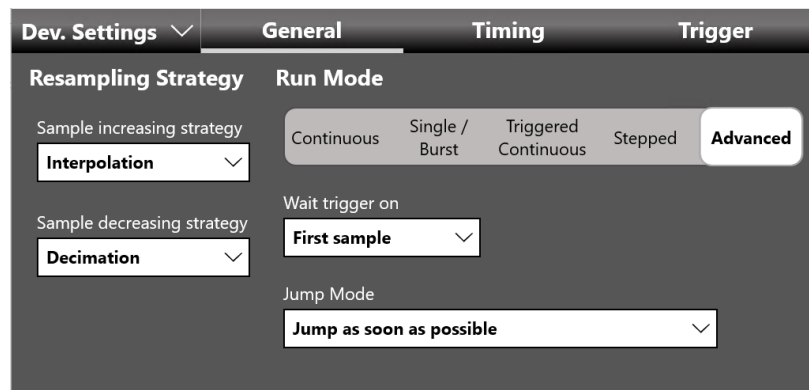 Dev. Settings General Timing Trigger
Resampling Strategy
Sample increasing strategy
Interpolation
Sample decreasing strategy
Decimation
Run Mode
Continuous
Single /
Burst
Triggered
Continuous
Stepped
Advanced
Wait trigger on
First sample
Jump Mode
Jump as soon as possible